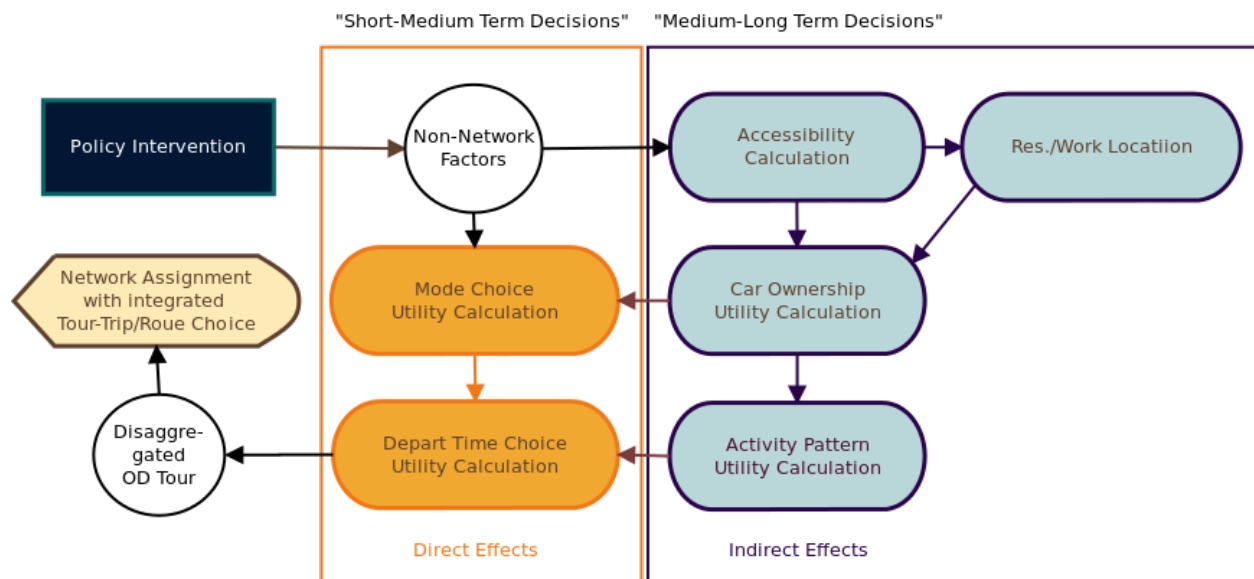 "Short-Medium Term Decisions"
"Medium-Long Term Decisions"
Policy Intervention
Non-Network
Factors
Accessibility
Calculation
Res./Work Locatiion
Network Assignment
with integrated
Tour-Trip/Roue Choice
Mode Choice
Utility Calculation
Car Ownership
Utility Calculation
Disaggre-
gated
OD Tour
Depart Time Choice
Utility Calculation
Activity Pattern
Utility Calculation
Direct Effects
Indirect Effects